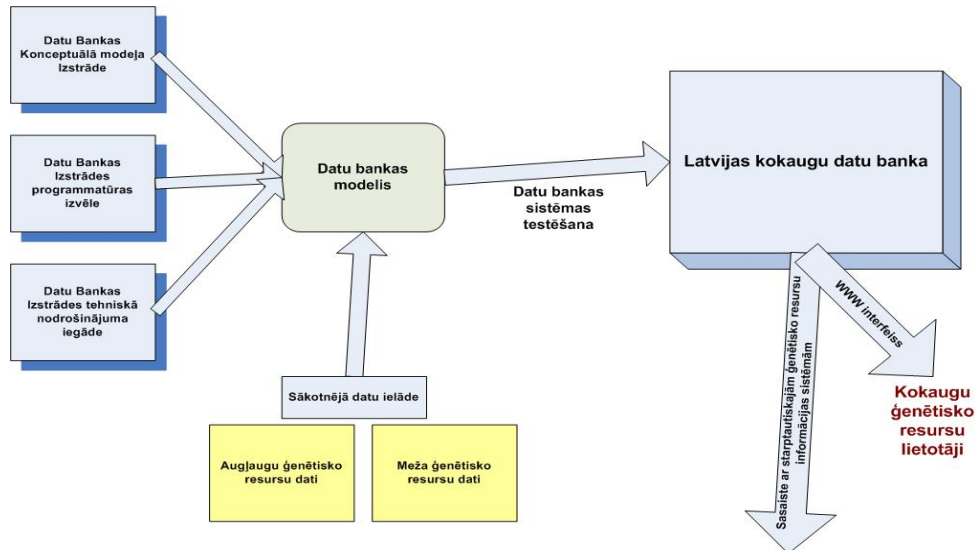 Datu Bankas
Konceptuālā modeļa
Izstrāde
Datu Bankas
Izstrādes
programmatūras
izvēle
Datu Bankas
Izstrādes tehniskā
nodrošinājuma
iegāde
Datu bankas
modelis
Datu bankas
sistēmas
testēšana
Latvijas kokaugu datu banka
Sākotnējā datu ielāde
Augļaugu ģenētisko
resursu dati
Meža ģenētisko
resursu dati
Sasaiste ar starptautiskajām ģenētisko resursu
informācijas sistēmām
WWW interfeiss
Kokaugu
ģenētisko
resursu
lietotāji